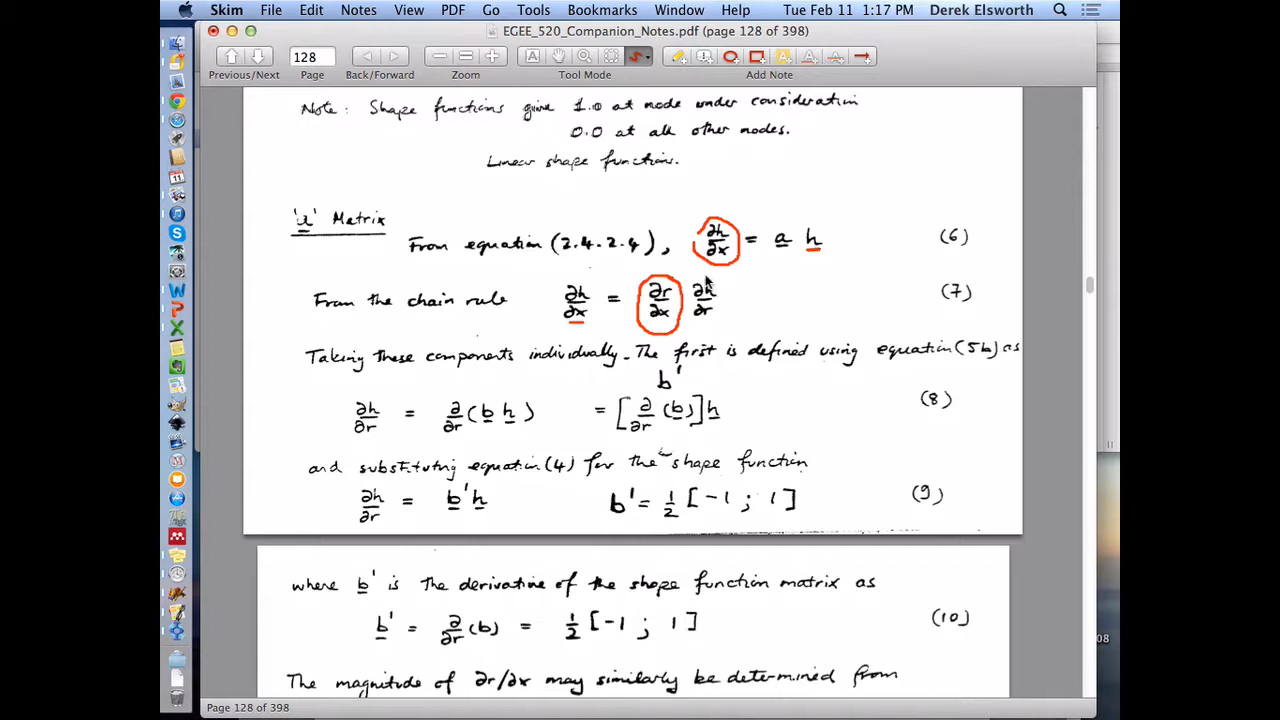 Skim File Edit Notes View PDF Go Tools Bookmarks Window Help Tue Feb 11 1:17 PM Derek Elsworth
EGEE_520_Companion_Notes.pdf (page 128 of 398)
128
Previous/Next Page Back/Forward Zoom Tool Mode Add Note
Note: Shape functions give 1.0 at node under consideration
0.0 at all other nodes.
Linear shape functions.
'a' Matrix
From equation (2.4.2.4), ∂h/∂x = a h (6)
From the chain rule ∂h/∂x = ∂r/∂x ∂h/∂r (7)
Taking these components individually. The first is defined using equation (5b) as
b'
∂h/∂r = ∂/∂r (b h) = [∂/∂r (b)] h (8)
and substituting equation (4) for the shape function
∂h/∂r = b'h b' = 1/2 [-1 ; 1] (9)
where b' is the derivative of the shape function matrix as
b' = ∂/∂r (b) = 1/2 [-1 ; 1] (10)
The magnitude of ∂r/∂x may similarly be determined from
Page 128 of 398